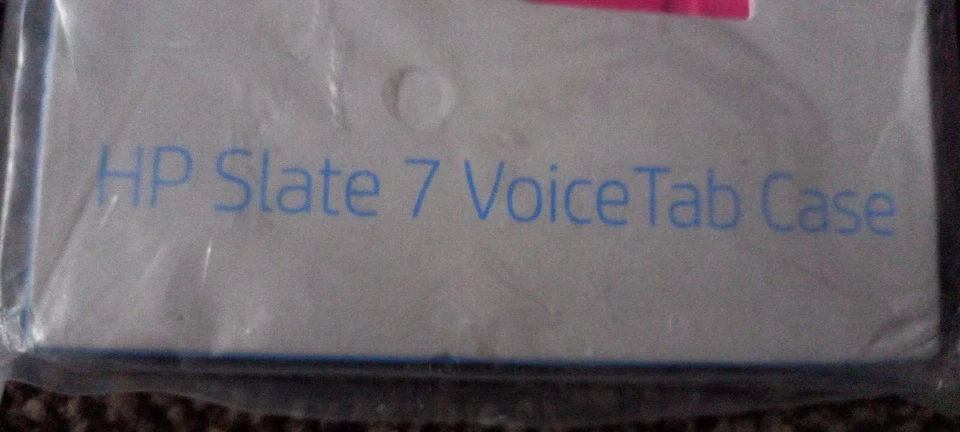 HP Slate 7 VoiceTab Case